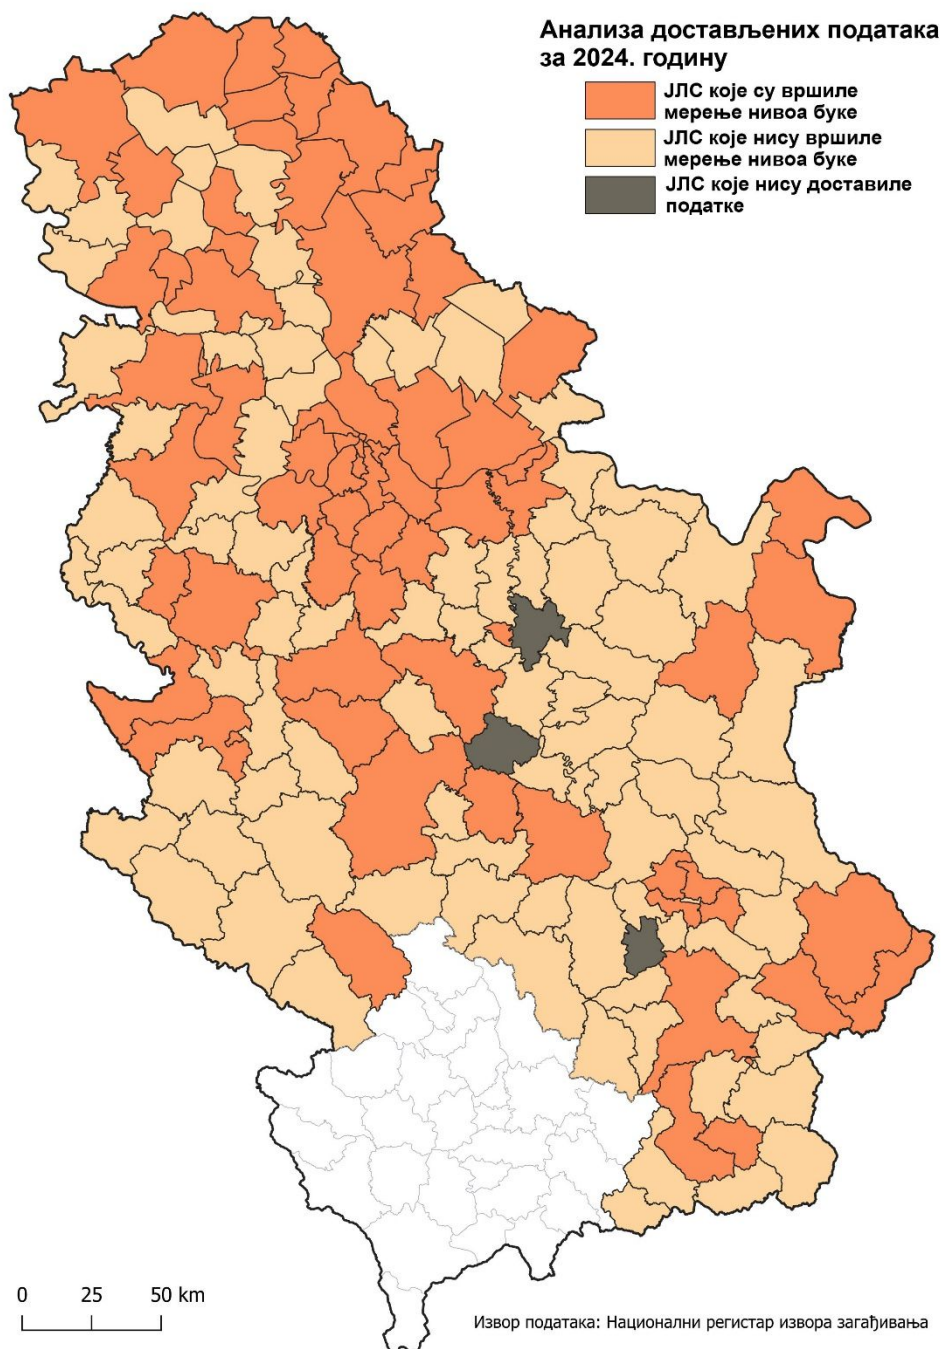 Анализа достављених података
за 2024. годину
ЈЛС које су вршиле
мерење нивоа буке
ЈЛС које нису вршиле
мерење нивоа буке
ЈЛС које нису доставиле
податке
0 25 50 km
Извор података: Национални регистар извора загађивања